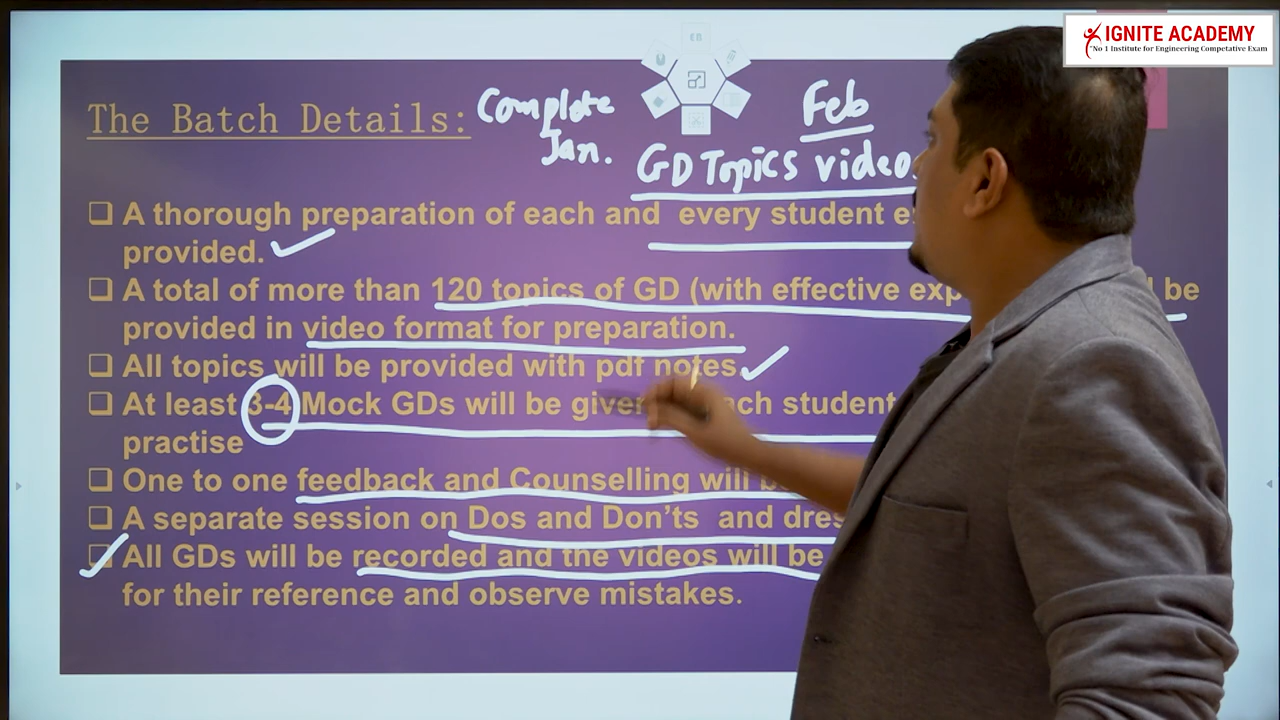 IGNITE ACADEMY
"No 1 Institute for Engineering Competative Exam
EB
The Batch Details:
Complete
Jan.
Feb
GD Topics video
A thorough preparation of each and every student
provided.
A total of more than 120 topics of GD (with effective be
provided in video format for preparation.
All topics will be provided with pdf notes.
At least 3-4 Mock GDs will be student
practise
One to one feedback and Counselling will
A separate session on Dos and Don'ts and
All GDs will be recorded and the videos will be
for their reference and observe mistakes.